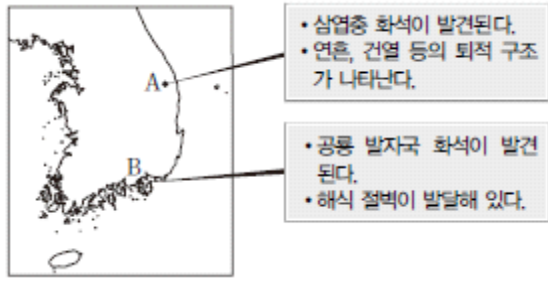 • 삼엽충 화석이 발견된다.
• 연흔, 건열 등의 퇴적 구조
가 나타난다.
A
B
• 공룡 발자국 화석이 발견
된다.
• 해식 절벽이 발달해 있다.